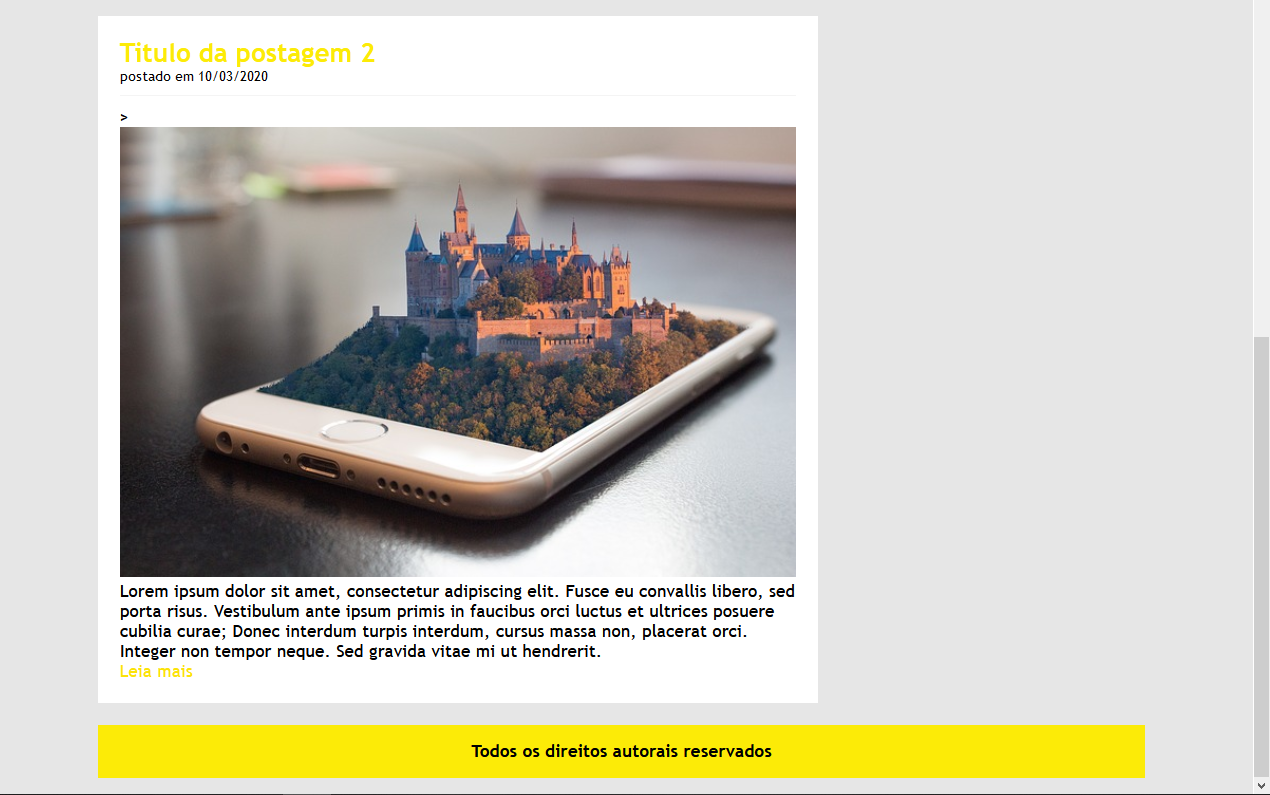 Titulo da postagem 2
postado em 10/03/2020
>
Lorem ipsum dolor sit amet, consectetur adipiscing elit. Fusce eu convallis libero, sed
porta risus. Vestibulum ante ipsum primis in faucibus orci luctus et ultrices posuere
cubilia curae; Donec interdum turpis interdum, cursus massa non, placerat orci.
Integer non tempor neque. Sed gravida vitae mi ut hendrerit.
Leia mais
Todos os direitos autorais reservados